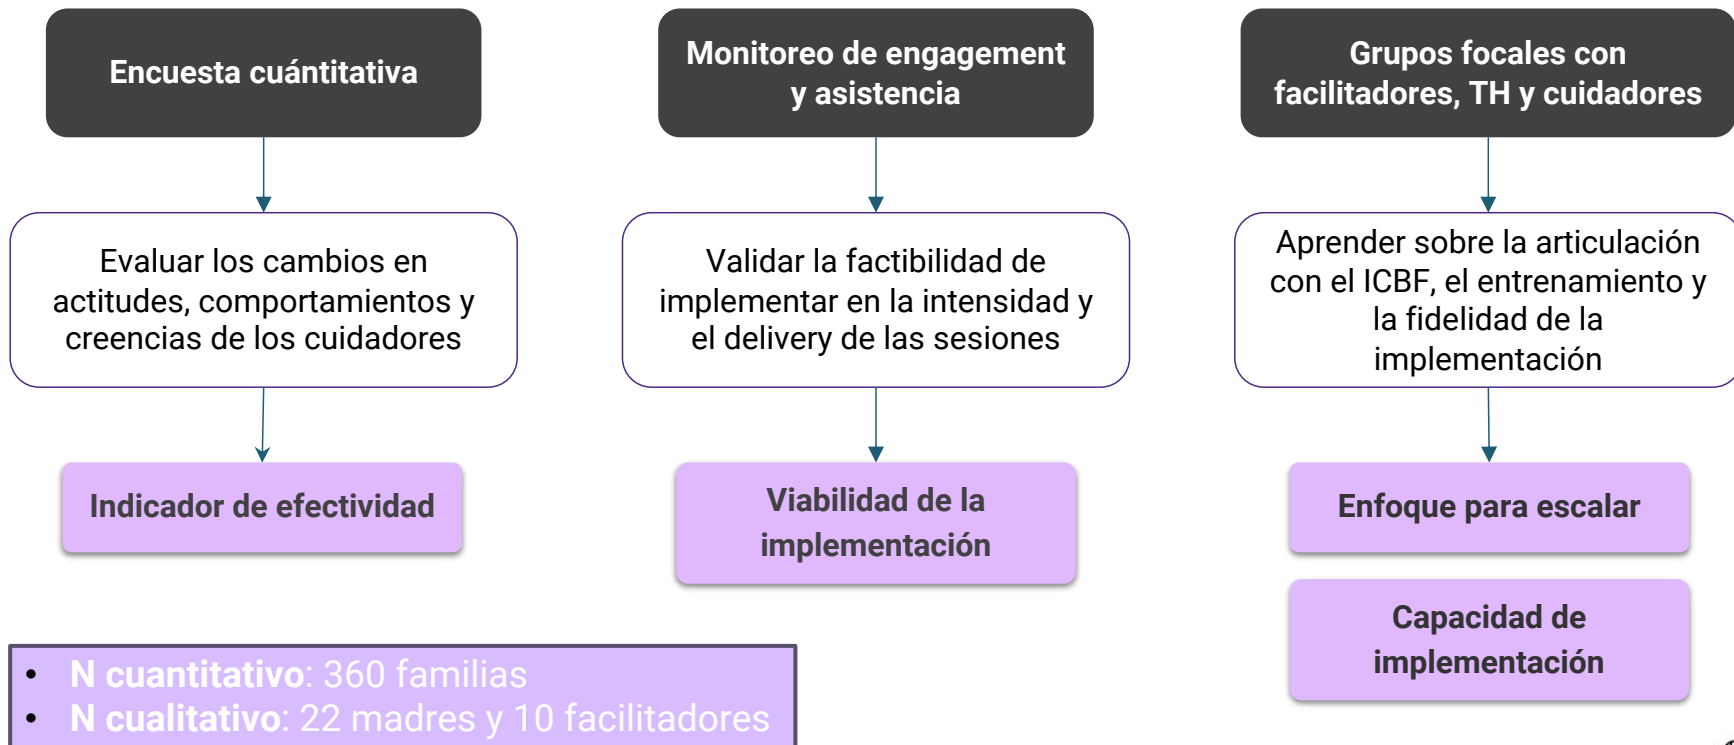 Encuesta cuántitativa
Monitoreo de engagement
y asistencia
Grupos focales con
facilitadores, TH y cuidadores
Evaluar los cambios en
actitudes, comportamientos y
creencias de los cuidadores
Validar la factibilidad de
implementar en la intensidad y
el delivery de las sesiones
Aprender sobre la articulación
con el ICBF, el entrenamiento y
la fidelidad de la
implementación
Indicador de efectividad
Viabilidad de la
implementación
Enfoque para escalar
Capacidad de
implementación
• N cuantitativo: 360 familias
• N cualitativo: 22 madres y 10 facilitadores